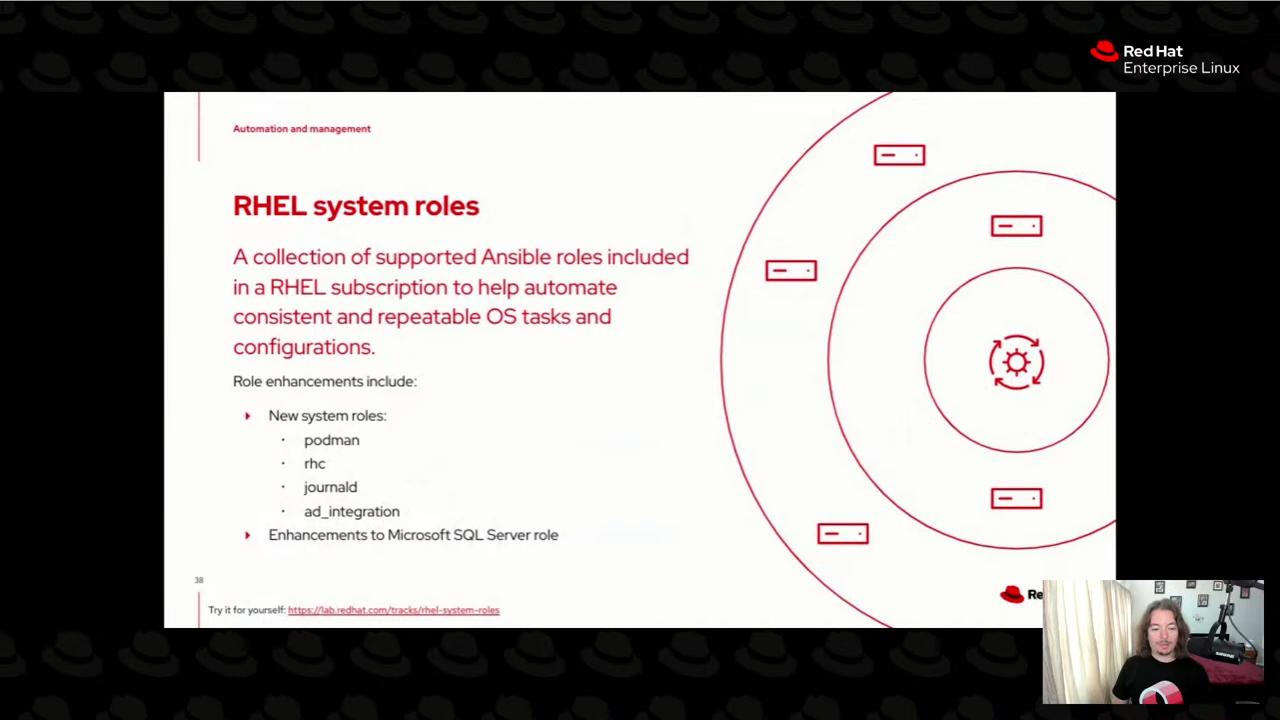 Red Hat
Enterprise Linux
Automation and management
RHEL system roles
A collection of supported Ansible roles included
in a RHEL subscription to help automate
consistent and repeatable OS tasks and
configurations.
Role enhancements include:
New system roles:
podman
rhc
journald
ad_integration
Enhancements to Microsoft SQL Server role
38
Try it for yourself: https://lab.redhat.com/tracks/rhel-system-roles
Re